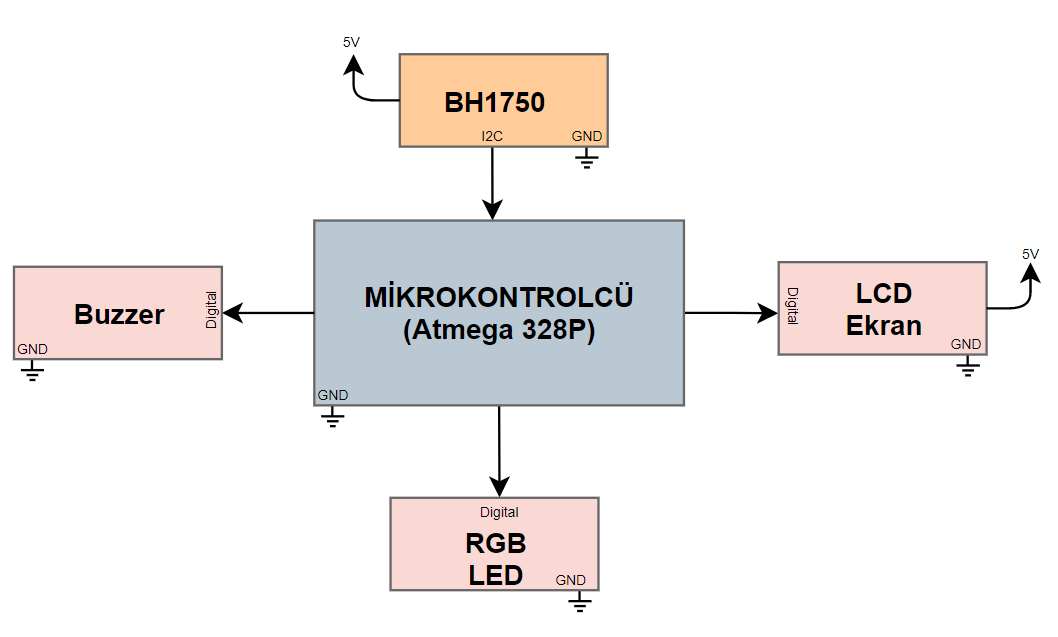 5V
BH1750
I2C
GND
MİKROKONTROLCÜ
(Atmega 328P)
GND
Buzzer
Digital
GND
5V
LCD
Ekran
Digital
GND
Digital
RGB
LED
GND